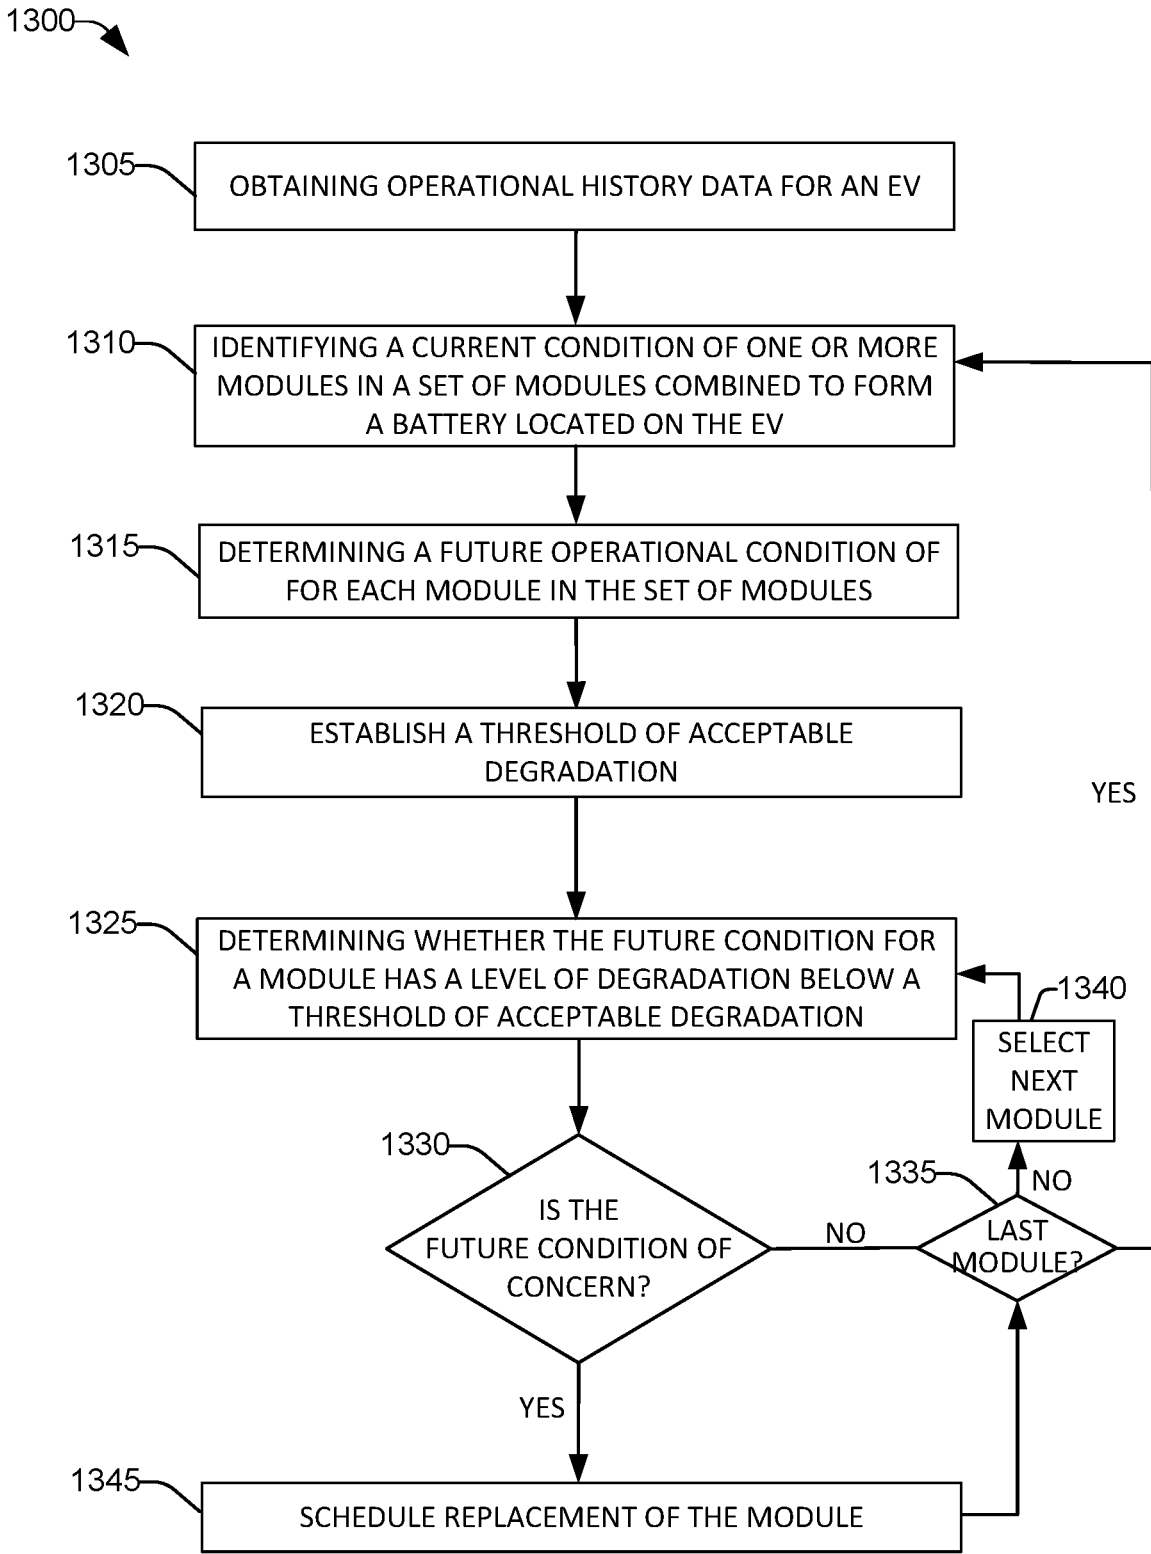 1300
1305
OBTAINING OPERATIONAL HISTORY DATA FOR AN EV
1310
IDENTIFYING A CURRENT CONDITION OF ONE OR MORE
MODULES IN A SET OF MODULES COMBINED TO FORM
A BATTERY LOCATED ON THE EV
1315
DETERMINING A FUTURE OPERATIONAL CONDITION OF
FOR EACH MODULE IN THE SET OF MODULES
1320
ESTABLISH A THRESHOLD OF ACCEPTABLE
DEGRADATION
YES
1325
DETERMINING WHETHER THE FUTURE CONDITION FOR
A MODULE HAS A LEVEL OF DEGRADATION BELOW A
THRESHOLD OF ACCEPTABLE DEGRADATION
1340
SELECT
NEXT
MODULE
1330
IS THE
FUTURE CONDITION OF
CONCERN?
NO
1335
NO
LAST
MODULE?
YES
1345
SCHEDULE REPLACEMENT OF THE MODULE